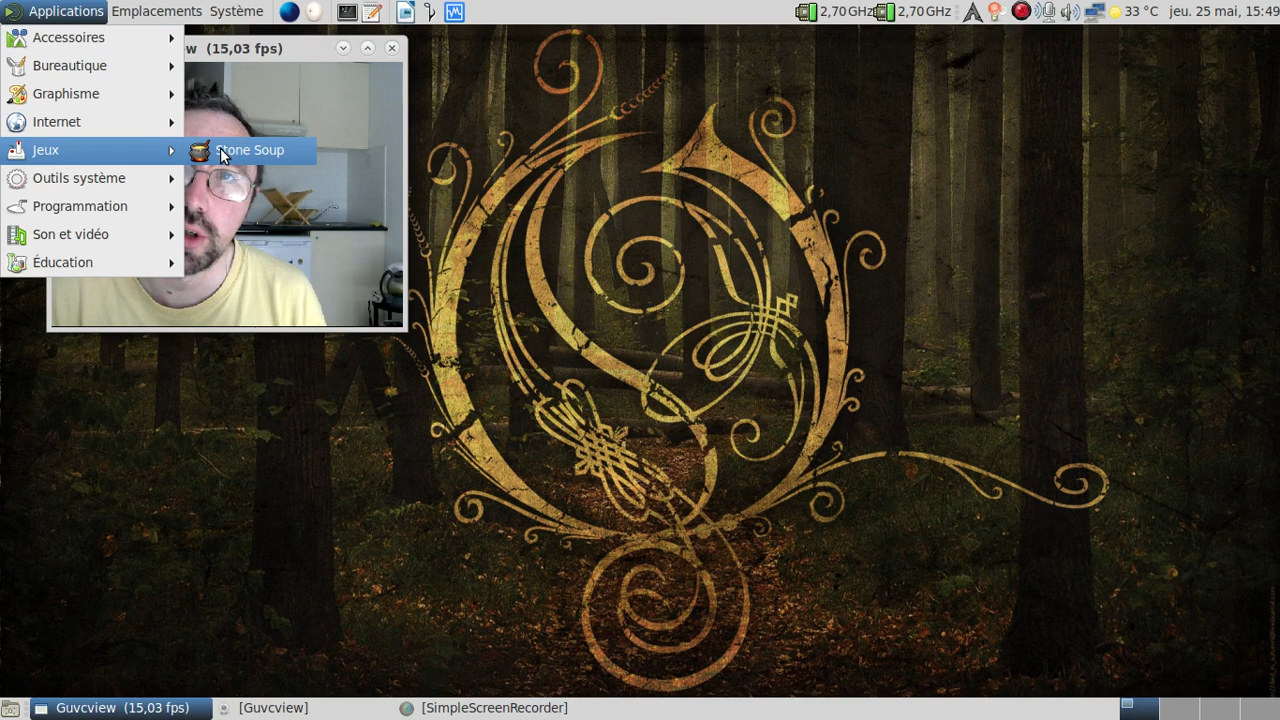 Applications Emplacements Système 2,70 GHz 2,70 GHz 33 °C jeu. 25 mai, 15:49
w (15,03 fps)
Accessoires
Bureautique
Graphisme
Internet
Jeux
Stone Soup
Outils système
Programmation
Son et vidéo
Éducation
Guvcview (15,03 fps) [Guvcview] [SimpleScreenRecorder]